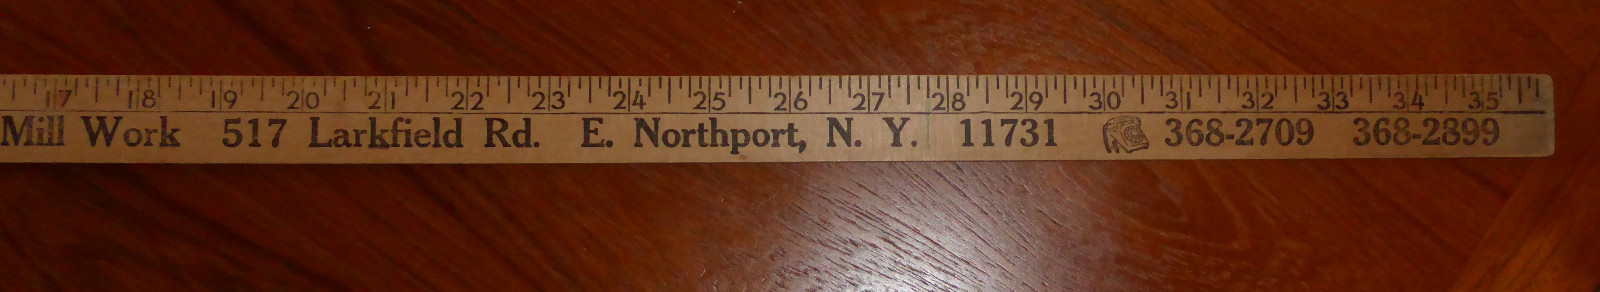 17 18 19 20 21 22 23 24 25 26 27 28 29 30 31 32 33 34 35
Mill Work 517 Larkfield Rd. E. Northport, N. Y. 11731 368-2709 368-2899